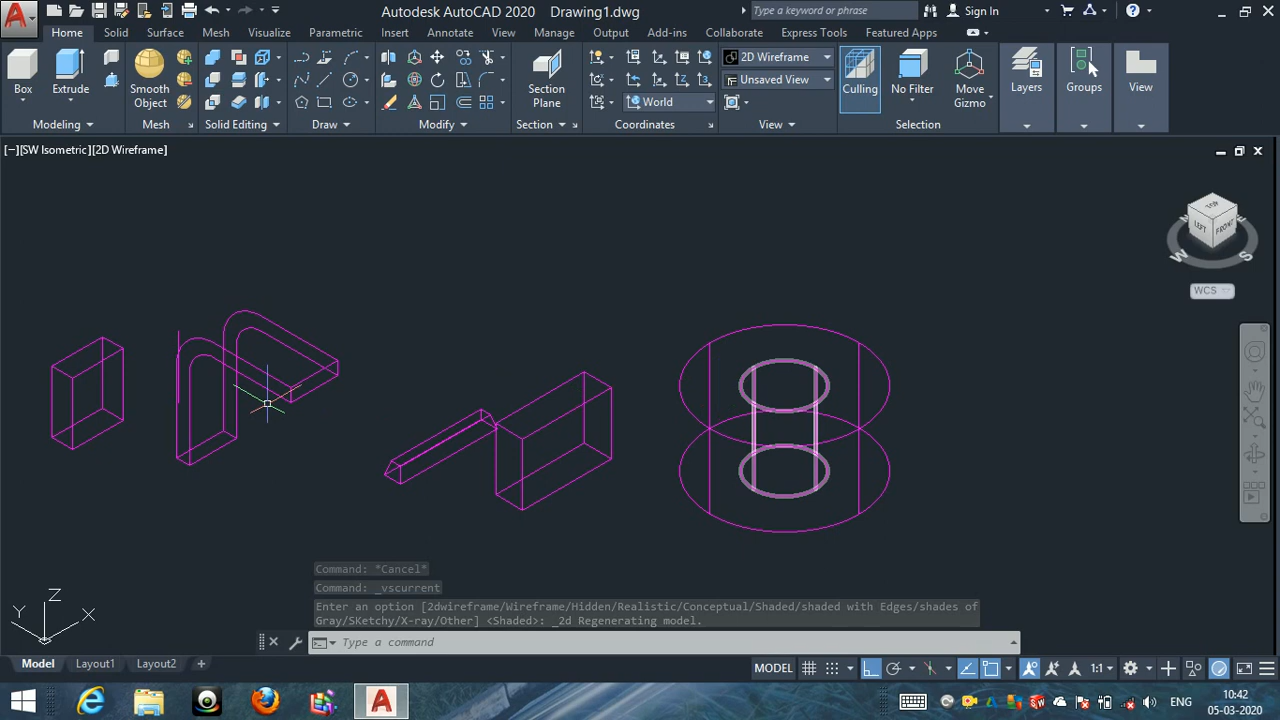 Autodesk AutoCAD 2020 Drawing1.dwg
Type a keyword or phrase
Sign In
Home Solid Surface Mesh Visualize Parametric Insert Annotate View Manage Output Add-ins Collaborate Express Tools Featured Apps
Box
Extrude
Smooth
Object
Section
Plane
2D Wireframe
Unsaved View
World
Culling
No Filter
Move
Gizmo
Layers
Groups
View
Modeling Mesh Solid Editing Draw Modify Section Coordinates View Selection
[−][SW Isometric][2D Wireframe]
TOP
LEFT
FRONT
W
S
WCS
Command: *Cancel*
Command: _vscurrent
Enter an option [2dwireframe/Wireframe/Hidden/Realistic/Conceptual/Shaded/shaded with Edges/shades of
Gray/SKetchy/X-ray/Other] <Shaded>: _2d Regenerating model.
Type a command
Z
Y
X
Model Layout1 Layout2 +
MODEL
1:1
ENG
10:42
05-03-2020